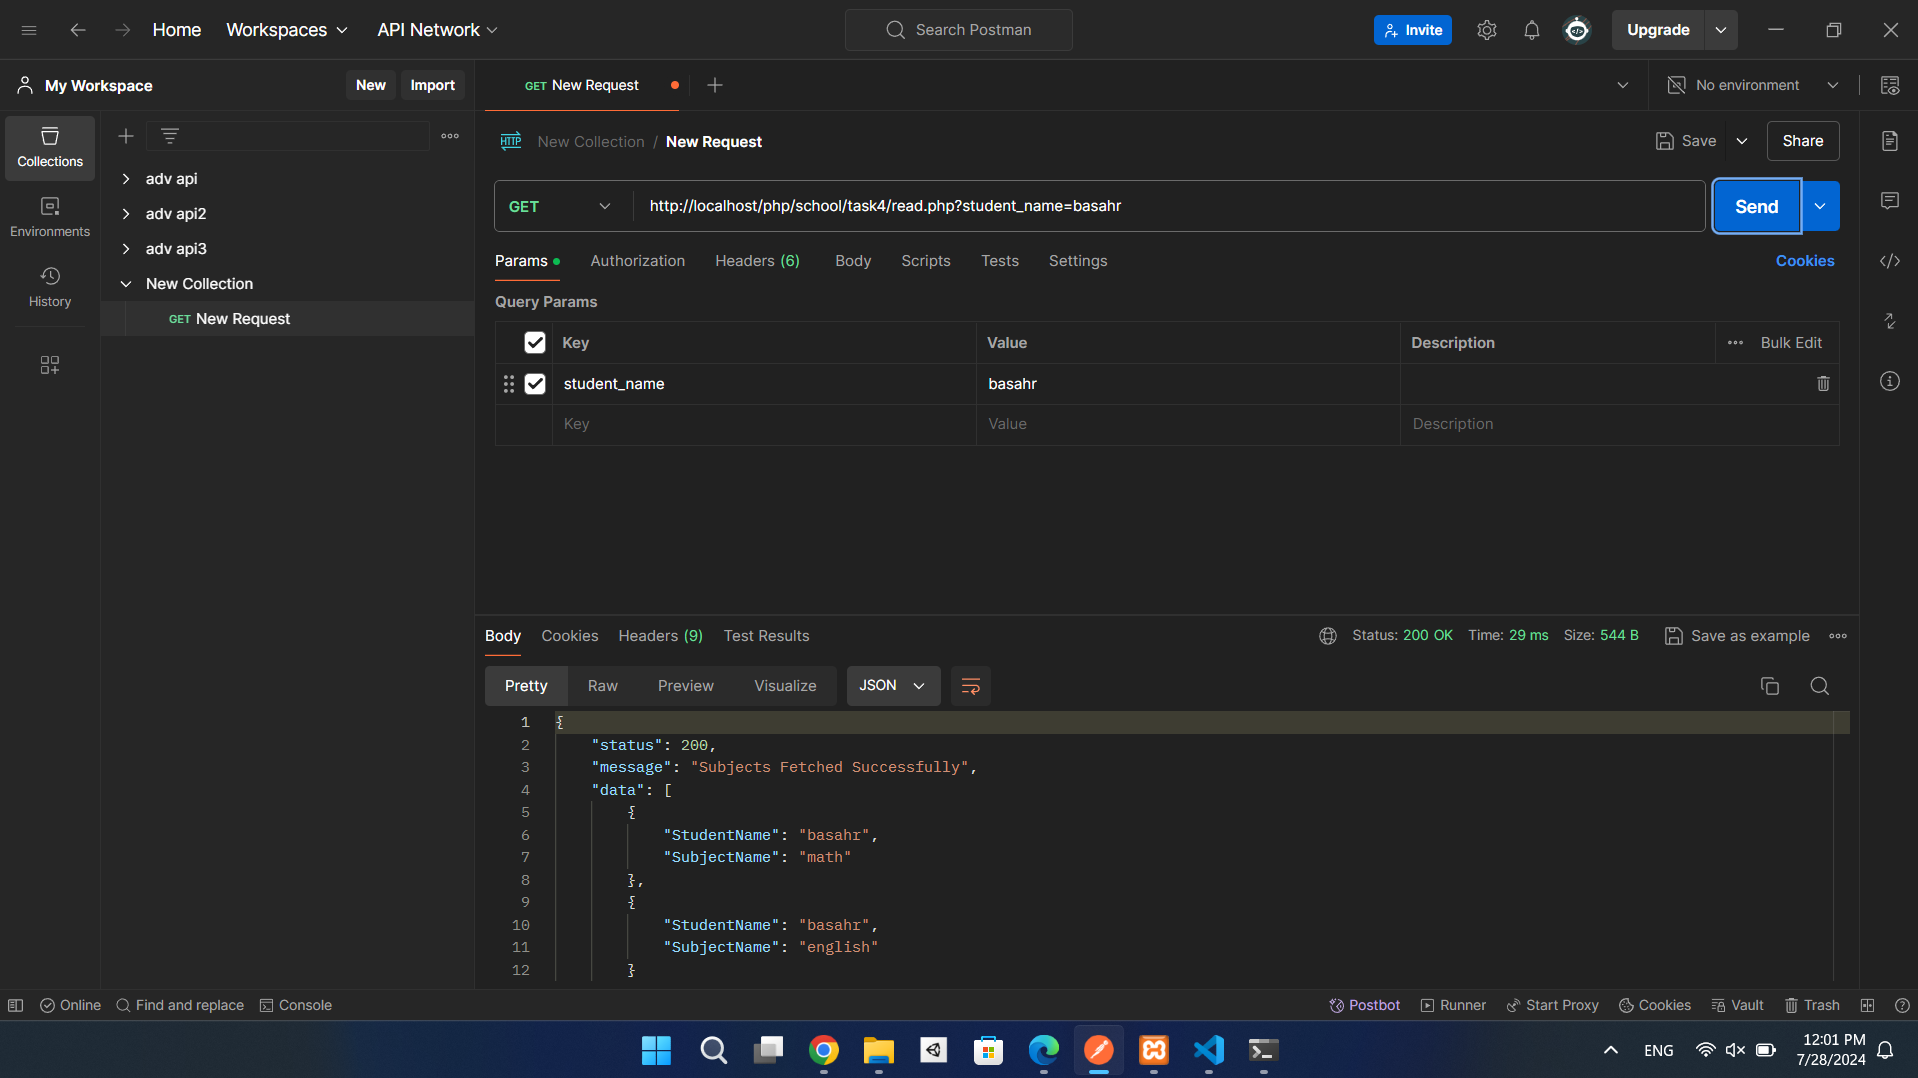 Home Workspaces API Network Search Postman Invite Upgrade
My Workspace New Import GET New Request No environment
Collections
Environments
History
adv api
adv api2
adv api3
New Collection
GET New Request
HTTP New Collection / New Request Save Share
GET http://localhost/php/school/task4/read.php?student_name=basahr Send
Params Authorization Headers (6) Body Scripts Tests Settings Cookies
Query Params
Key Value Description Bulk Edit
student_name basahr
Key Value Description
Body Cookies Headers (9) Test Results Status: 200 OK Time: 29 ms Size: 544 B Save as example
Pretty Raw Preview Visualize JSON
1 {
2 "status": 200,
3 "message": "Subjects Fetched Successfully",
4 "data": [
5 {
6 "StudentName": "basahr",
7 "SubjectName": "math"
8 },
9 {
10 "StudentName": "basahr",
11 "SubjectName": "english"
12 }
Online Find and replace Console Postbot Runner Start Proxy Cookies Vault Trash
ENG 12:01 PM
7/28/2024